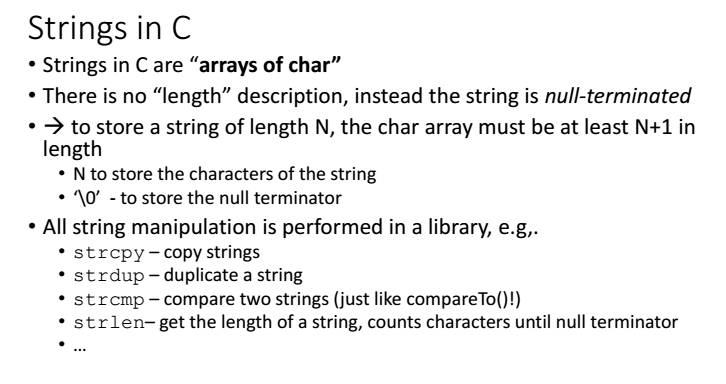 Strings in C
• Strings in C are “arrays of char”
• There is no “length” description, instead the string is null-terminated
• → to store a string of length N, the char array must be at least N+1 in
length
• N to store the characters of the string
• ‘\0’ - to store the null terminator
• All string manipulation is performed in a library, e.g,.
• strcpy – copy strings
• strdup – duplicate a string
• strcmp – compare two strings (just like compareTo()!)
• strlen– get the length of a string, counts characters until null terminator
• …